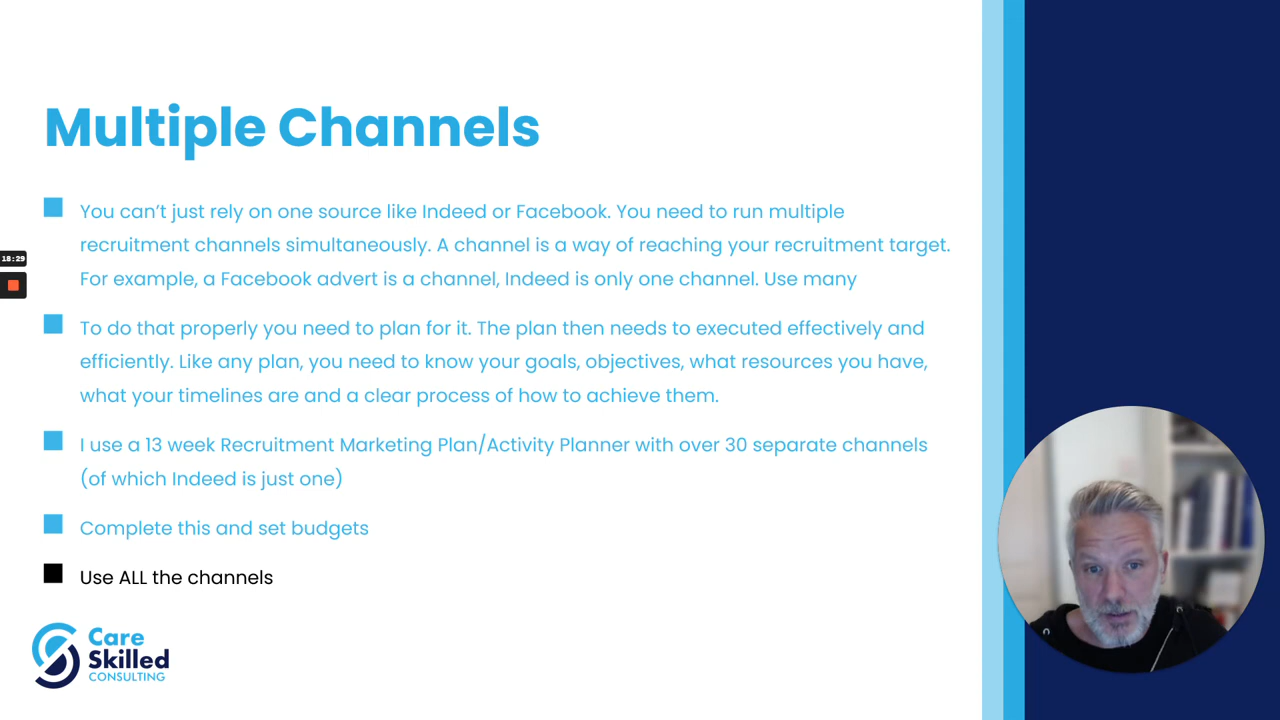 Multiple Channels
You can't just rely on one source like Indeed or Facebook. You need to run multiple
recruitment channels simultaneously. A channel is a way of reaching your recruitment target.
For example, a Facebook advert is a channel, Indeed is only one channel. Use many
18:29
To do that properly you need to plan for it. The plan then needs to executed effectively and
efficiently. Like any plan, you need to know your goals, objectives, what resources you have,
what your timelines are and a clear process of how to achieve them.
I use a 13 week Recruitment Marketing Plan/Activity Planner with over 30 separate channels
(of which Indeed is just one)
Complete this and set budgets
Use ALL the channels
Care
Skilled
CONSULTING